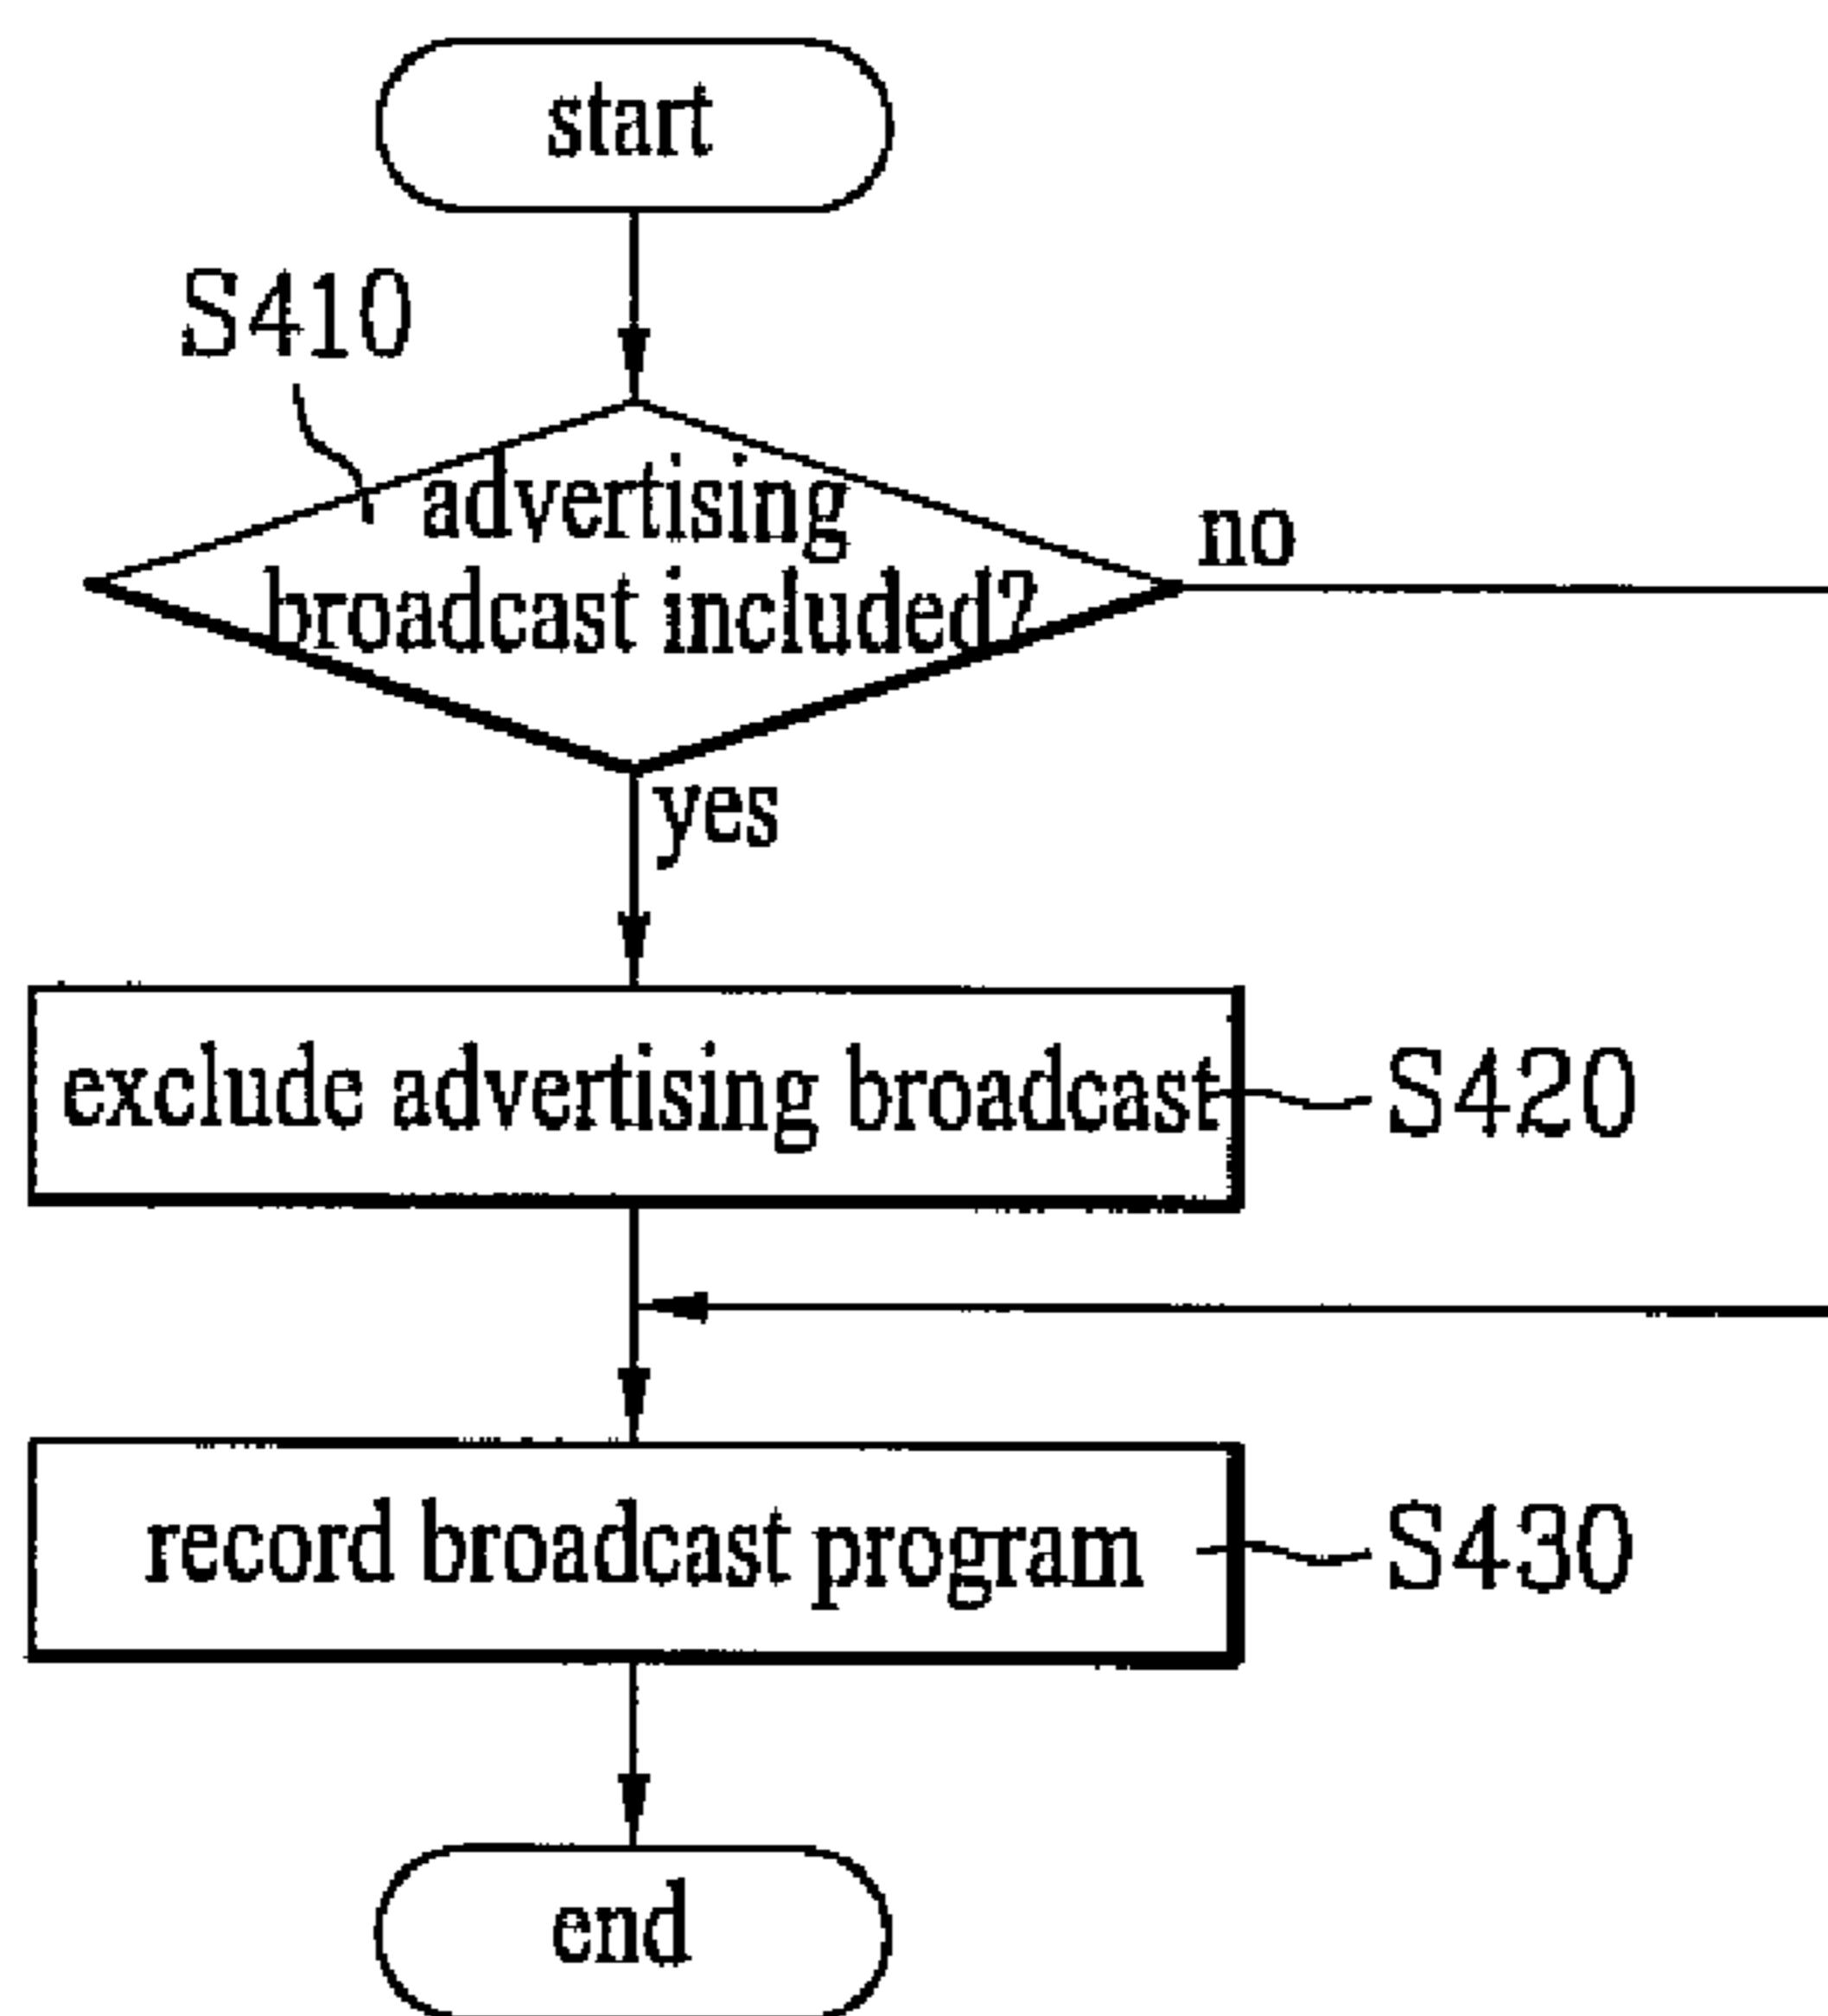 start
S410
advertising
broadcast included?
no
yes
exclude advertising broadcast
S420
record broadcast program
S430
end